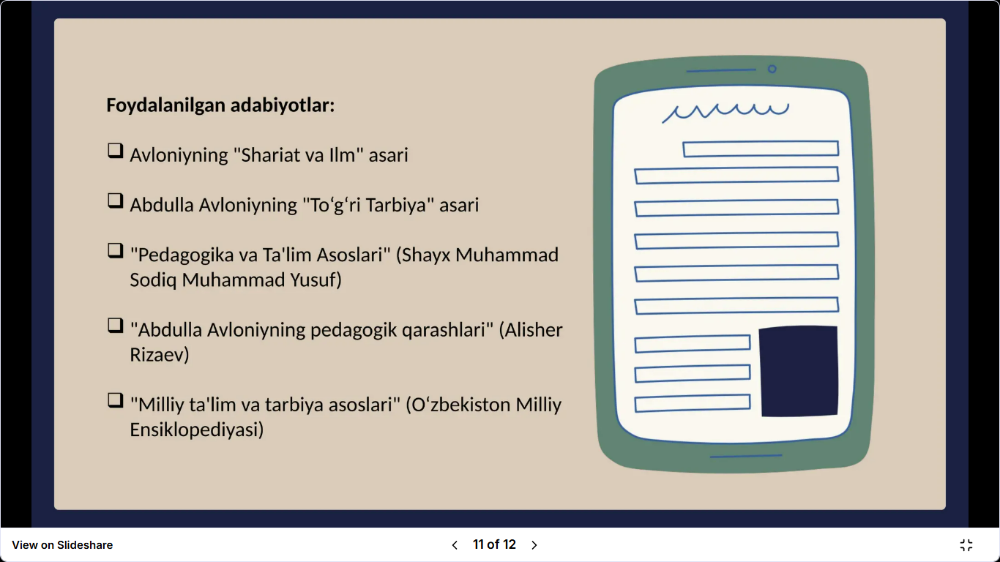 Foydalanilgan adabiyotlar:
Avloniyning "Shariat va Ilm" asari
Abdulla Avloniyning "Toʻgʻri Tarbiya" asari
"Pedagogika va Ta'lim Asoslari" (Shayx Muhammad
Sodiq Muhammad Yusuf)
"Abdulla Avloniyning pedagogik qarashlari" (Alisher
Rizaev)
"Milliy ta'lim va tarbiya asoslari" (Oʻzbekiston Milliy
Ensiklopediyasi)
View on Slideshare
11 of 12